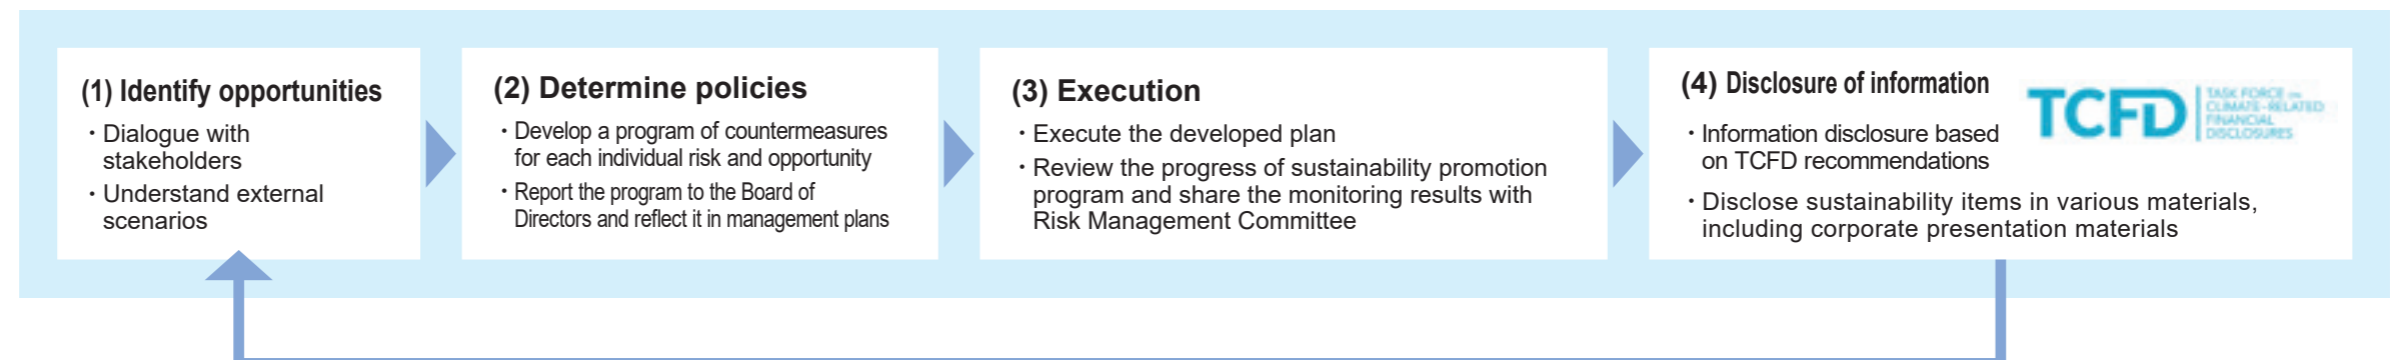 (1) Identify opportunities
・Dialogue with
stakeholders
・Understand external
scenarios
(2) Determine policies
・Develop a program of countermeasures
for each individual risk and opportunity
・Report the program to the Board of
Directors and reflect it in management plans
(3) Execution
・Execute the developed plan
・Review the progress of sustainability promotion
program and share the monitoring results with
Risk Management Committee
(4) Disclosure of information
・Information disclosure based
on TCFD recommendations
・Disclose sustainability items in various materials,
including corporate presentation materials
TCFD
TASK FORCE ON
CLIMATE-RELATED
FINANCIAL
DISCLOSURES